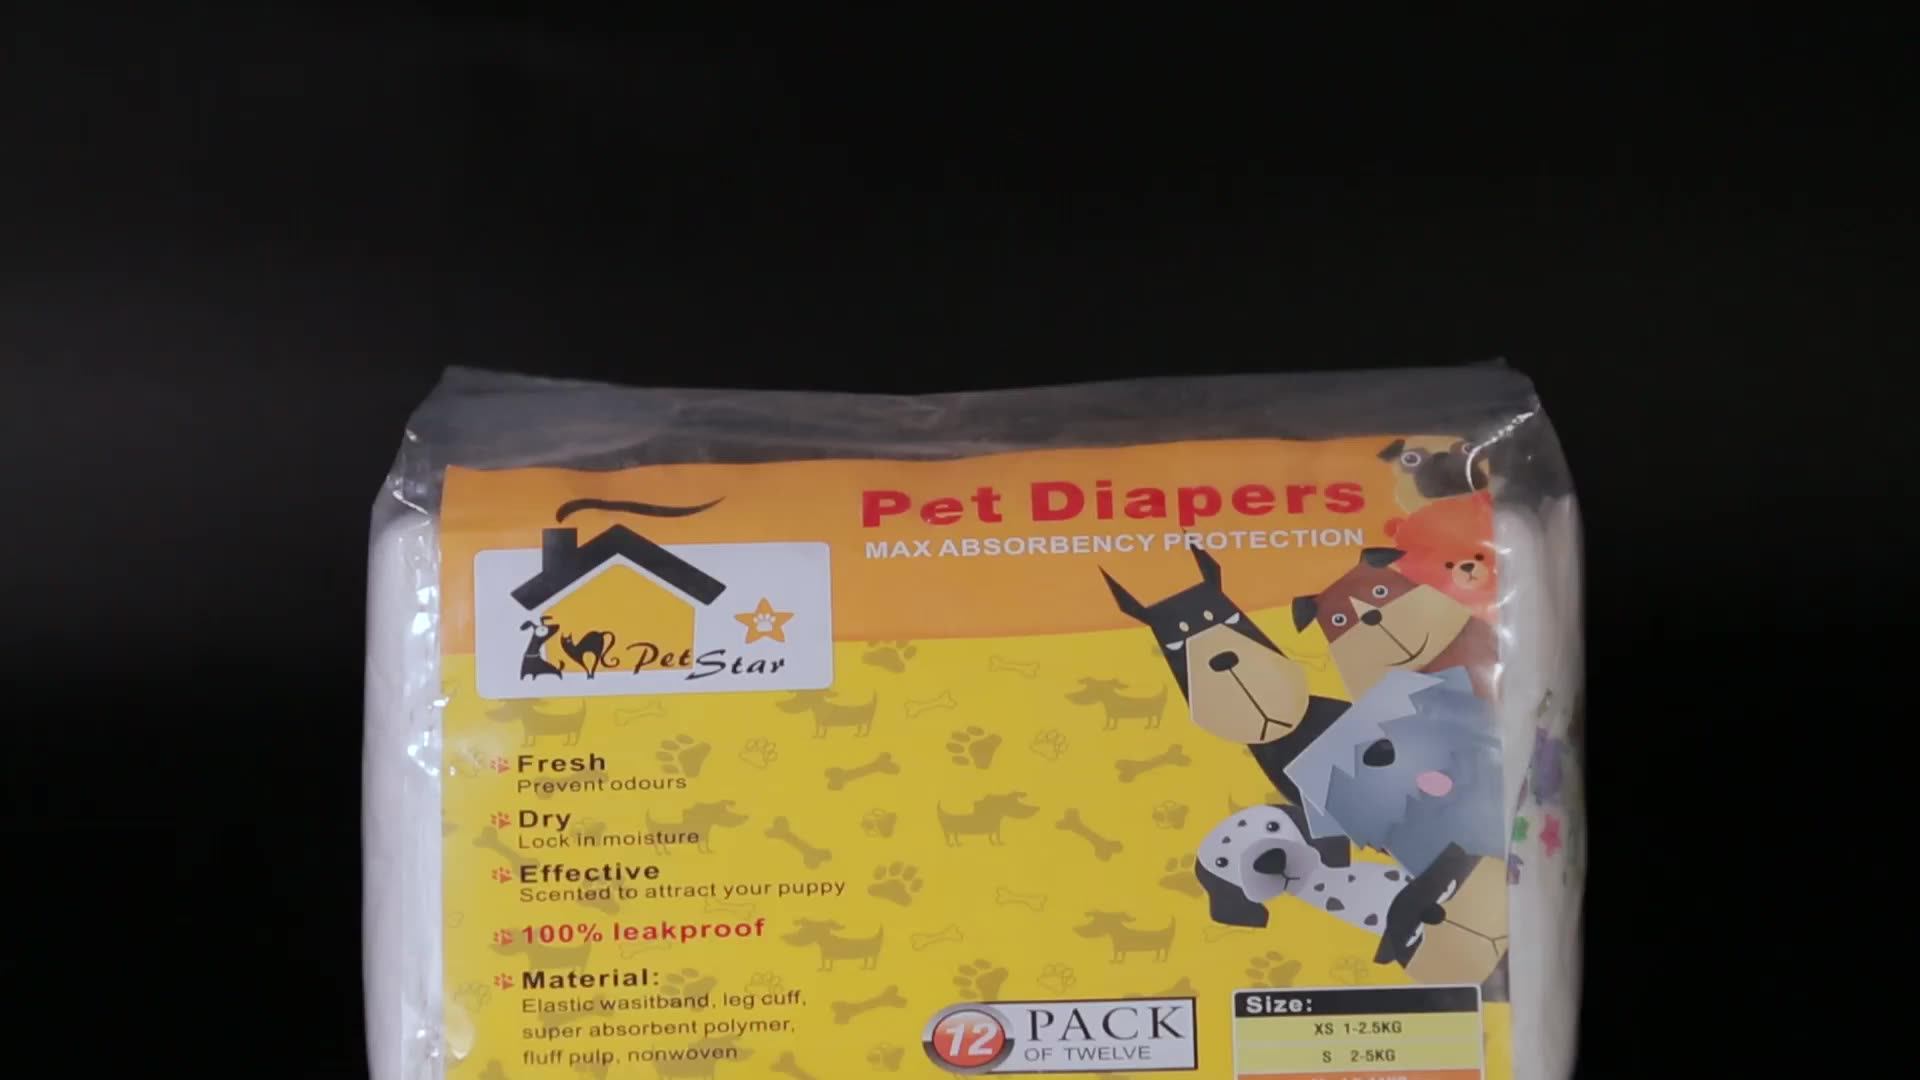 Pet Diapers
MAX ABSORBENCY PROTECTION
PetStar
Fresh
Prevent odours
Dry
Lock in moisture
Effective
Scented to attract your puppy
100% leakproof
Material:
Elastic wasitband, leg cuff,
super absorbent polymer,
fluff pulp, nonwoven
12 PACK
OF TWELVE
Size:
XS 1-2.5KG
S 2-5KG